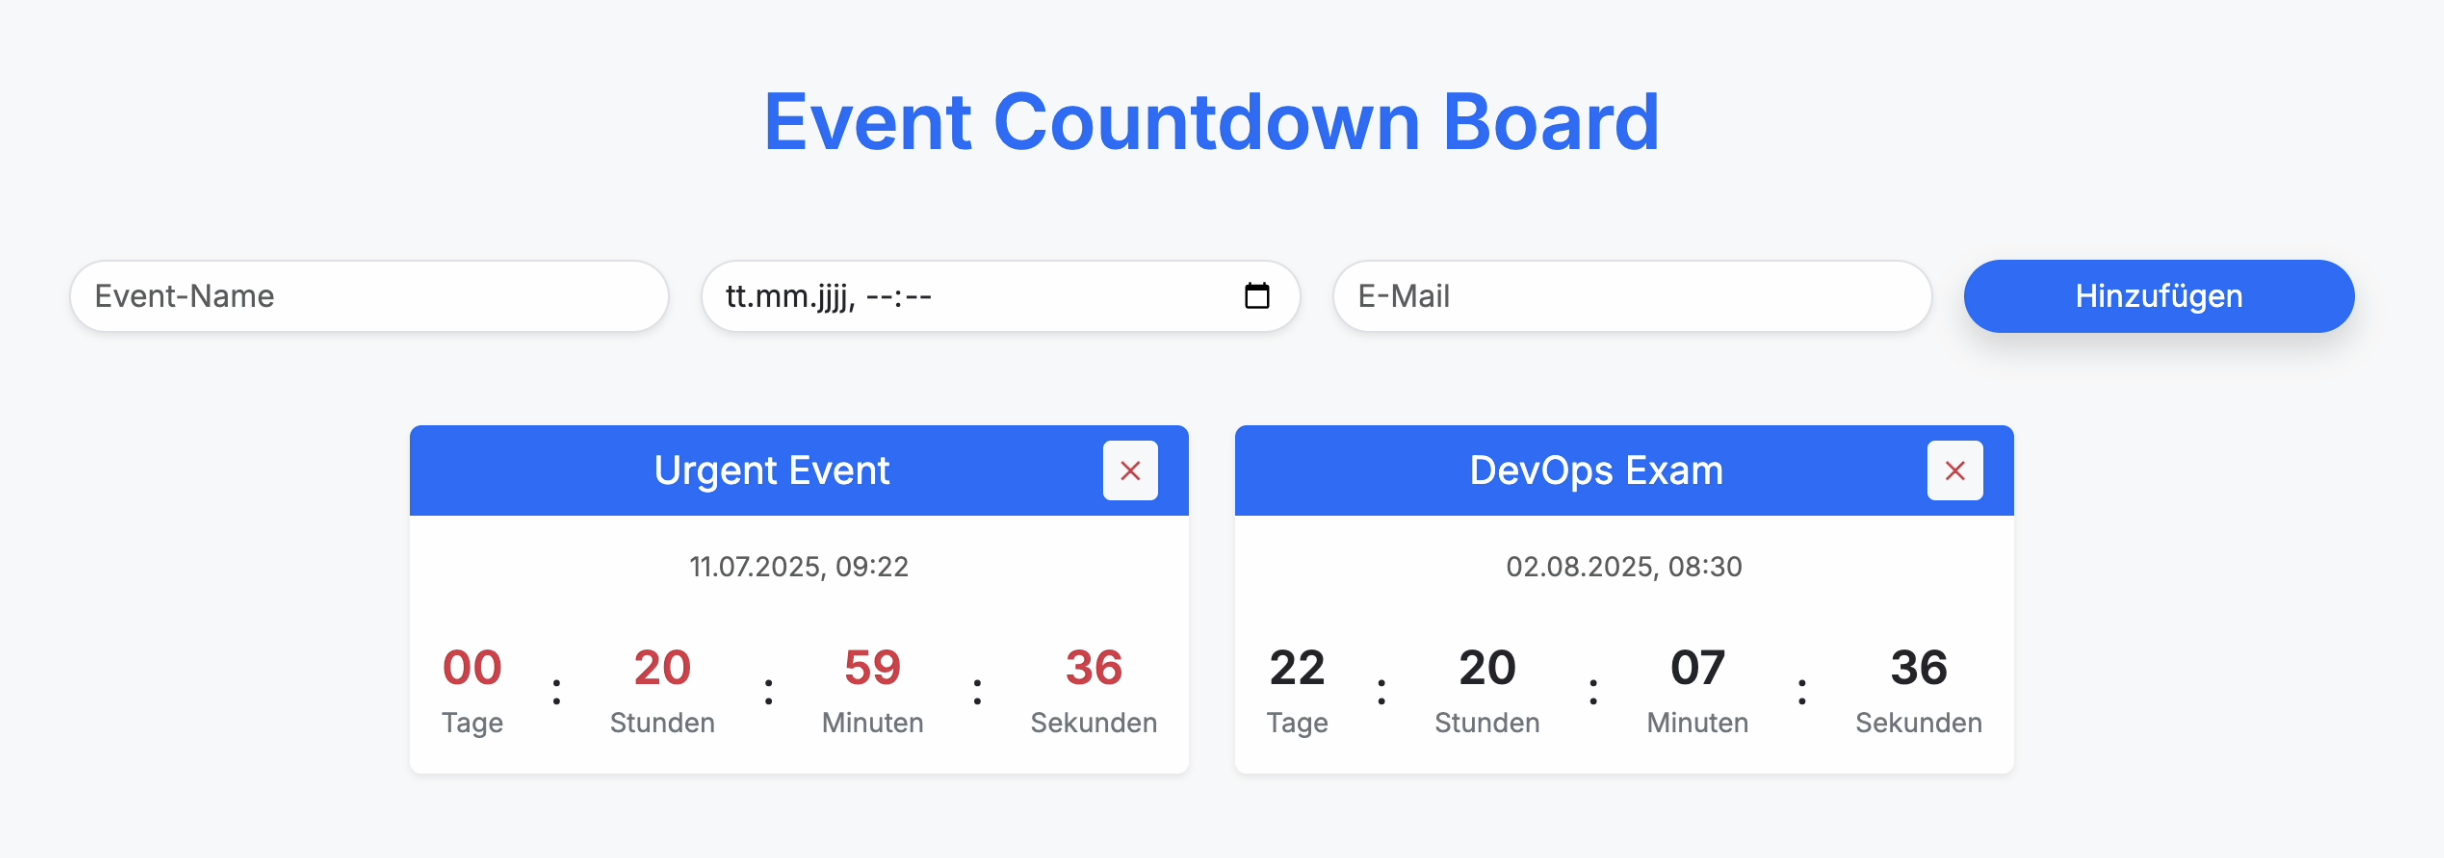 Event Countdown Board
Event-Name
tt.mm.jjjj, --:--
E-Mail
Hinzufügen
Urgent Event
11.07.2025, 09:22
00 : 20 : 59 : 36
Tage Stunden Minuten Sekunden
DevOps Exam
02.08.2025, 08:30
22 : 20 : 07 : 36
Tage Stunden Minuten Sekunden